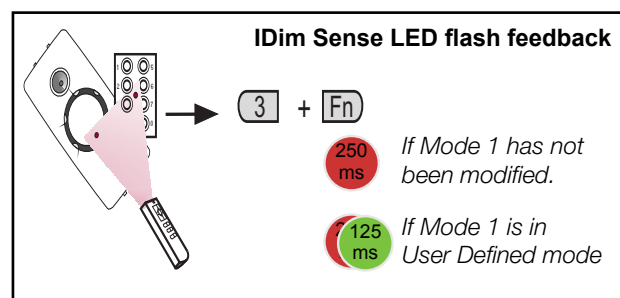 IDim Sense LED flash feedback
3 + Fn
250
ms
If Mode 1 has not
been modified.
125
ms
If Mode 1 is in
User Defined mode